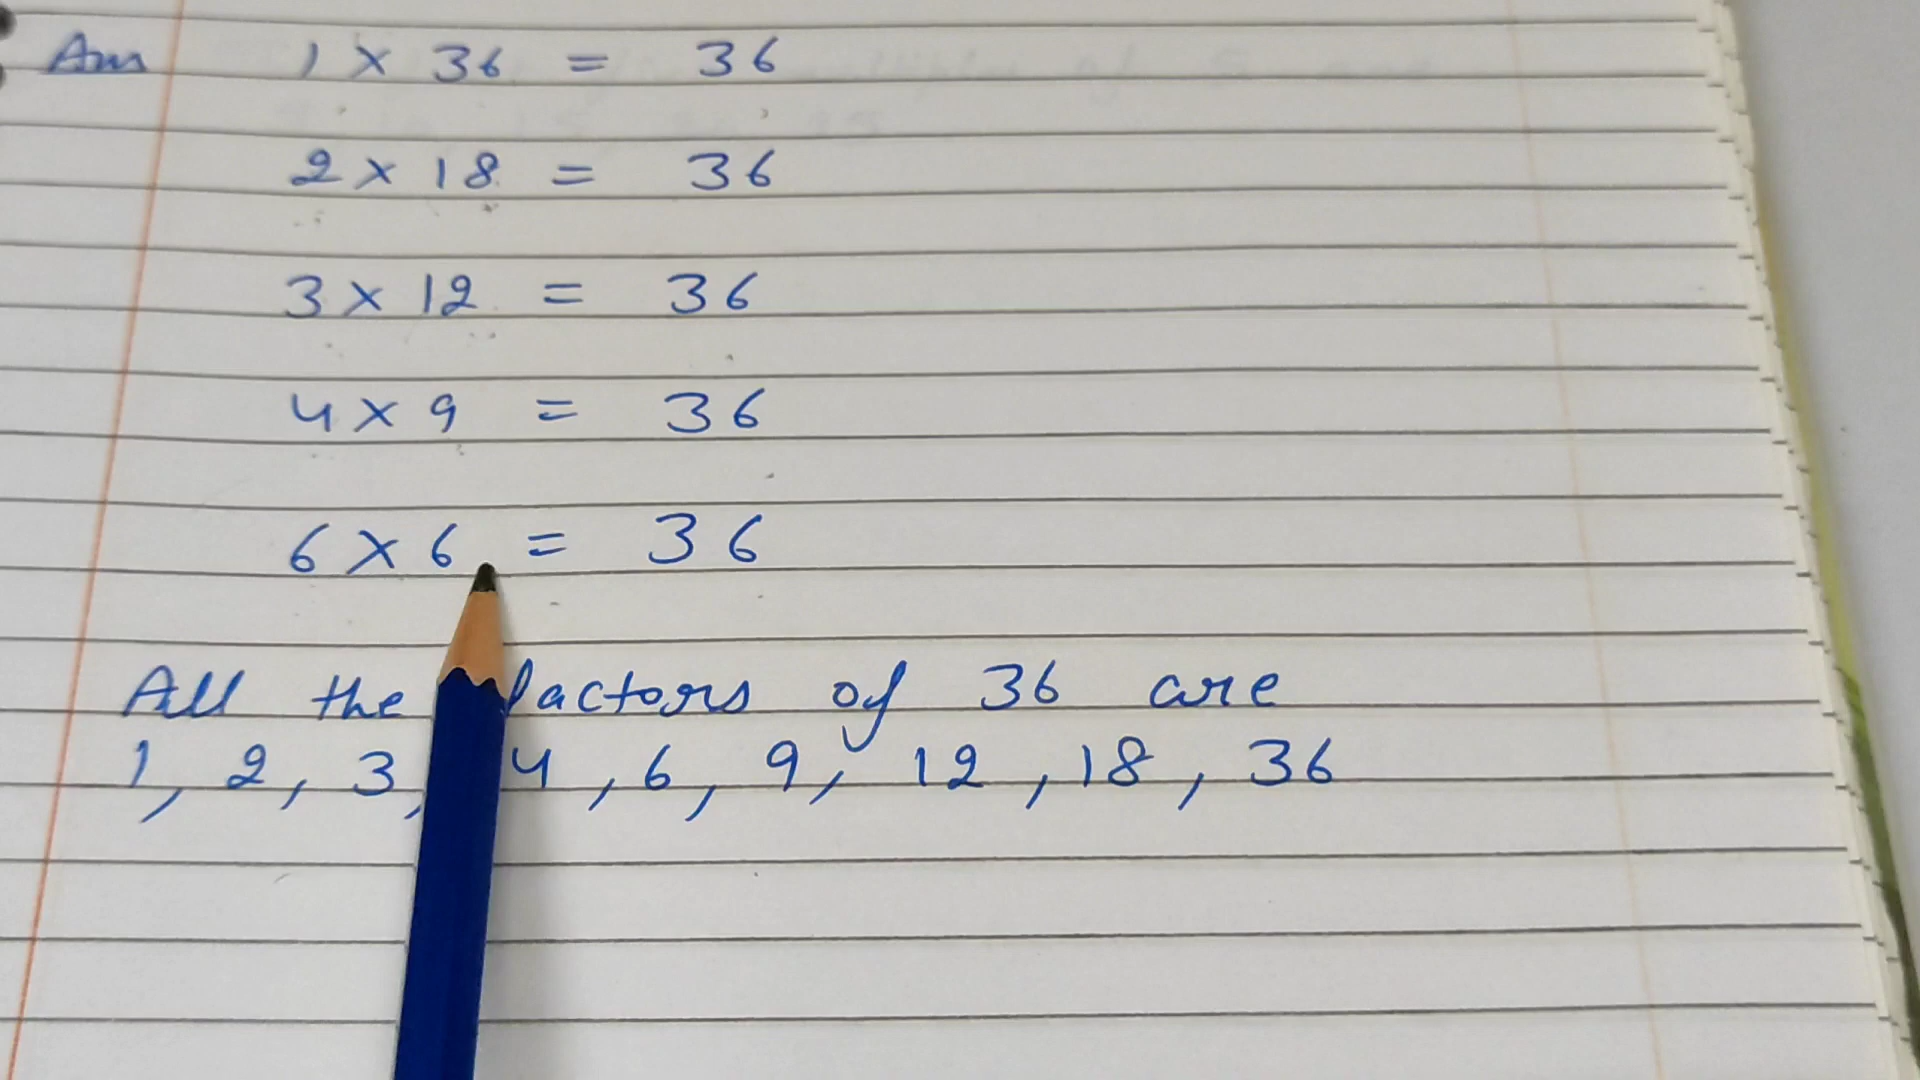 Ans 1 × 36 = 36
2 × 18 = 36
3 × 12 = 36
4 × 9 = 36
6 × 6 = 36
All the factors of 36 are
1, 2, 3, 4, 6, 9, 12, 18, 36